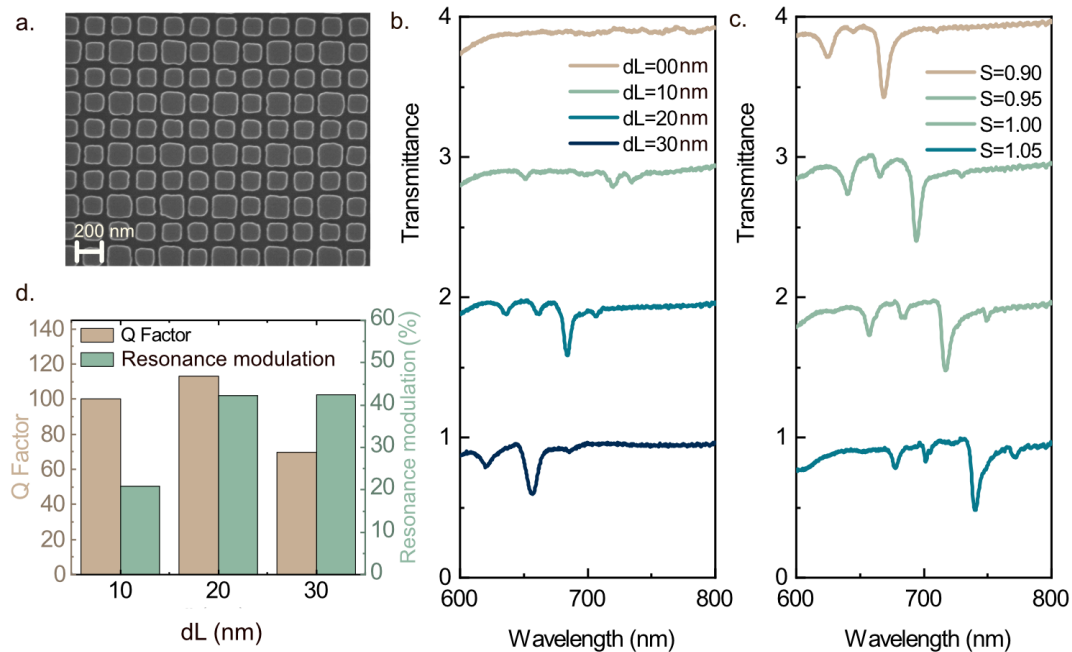 a.
200 nm
b.
4
3
2
1
0
Transmittance
dL=00nm
dL=10nm
dL=20nm
dL=30nm
600
700
800
Wavelength (nm)
c.
4
3
2
1
0
Transmittance
S=0.90
S=0.95
S=1.00
S=1.05
600
700
800
Wavelength (nm)
d.
140
120
100
80
60
40
20
0
Q Factor
Q Factor
Resonance modulation
60
50
40
30
20
10
0
Resonance modulation (%)
10
20
30
dL (nm)